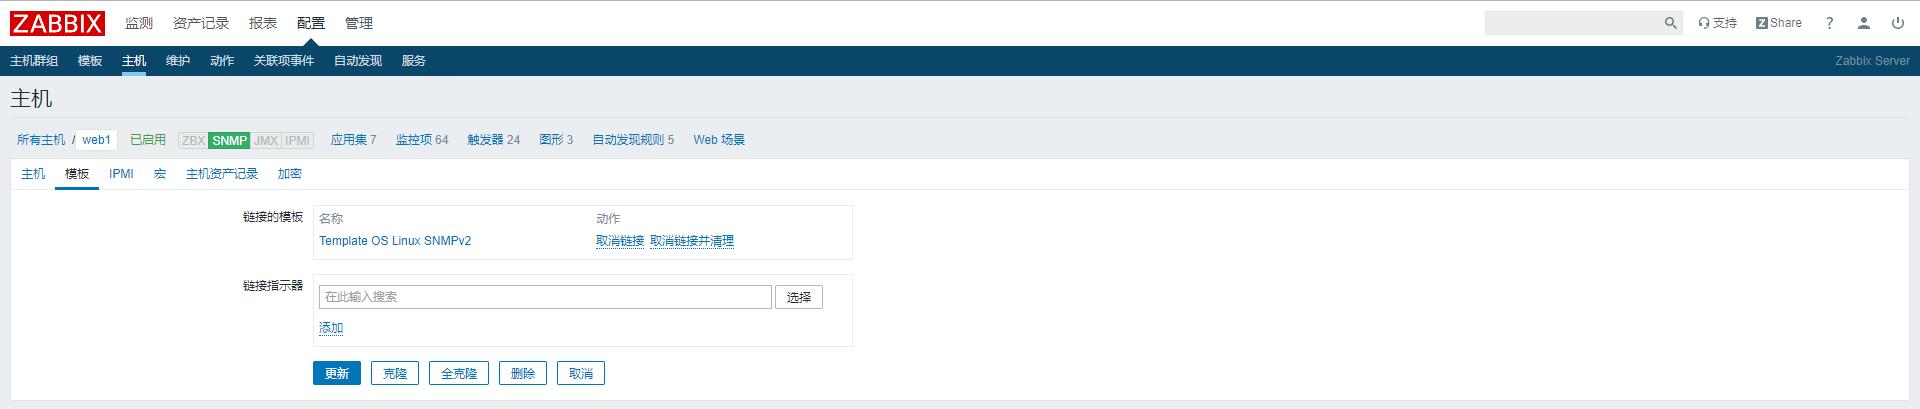 ZABBIX 监测 资产记录 报表 配置 管理 支持 Z Share ?
主机群组 模板 主机 维护 动作 关联项事件 自动发现 服务 Zabbix Server
主机
所有主机 / web1 已启用 ZBX SNMP JMX IPMI 应用集 7 监控项 64 触发器 24 图形 3 自动发现规则 5 Web 场景
主机 模板 IPMI 宏 主机资产记录 加密
链接的模板 名称 动作
Template OS Linux SNMPv2 取消链接 取消链接并清理
链接指示器
在此输入搜索 选择
添加
更新 克隆 全克隆 删除 取消